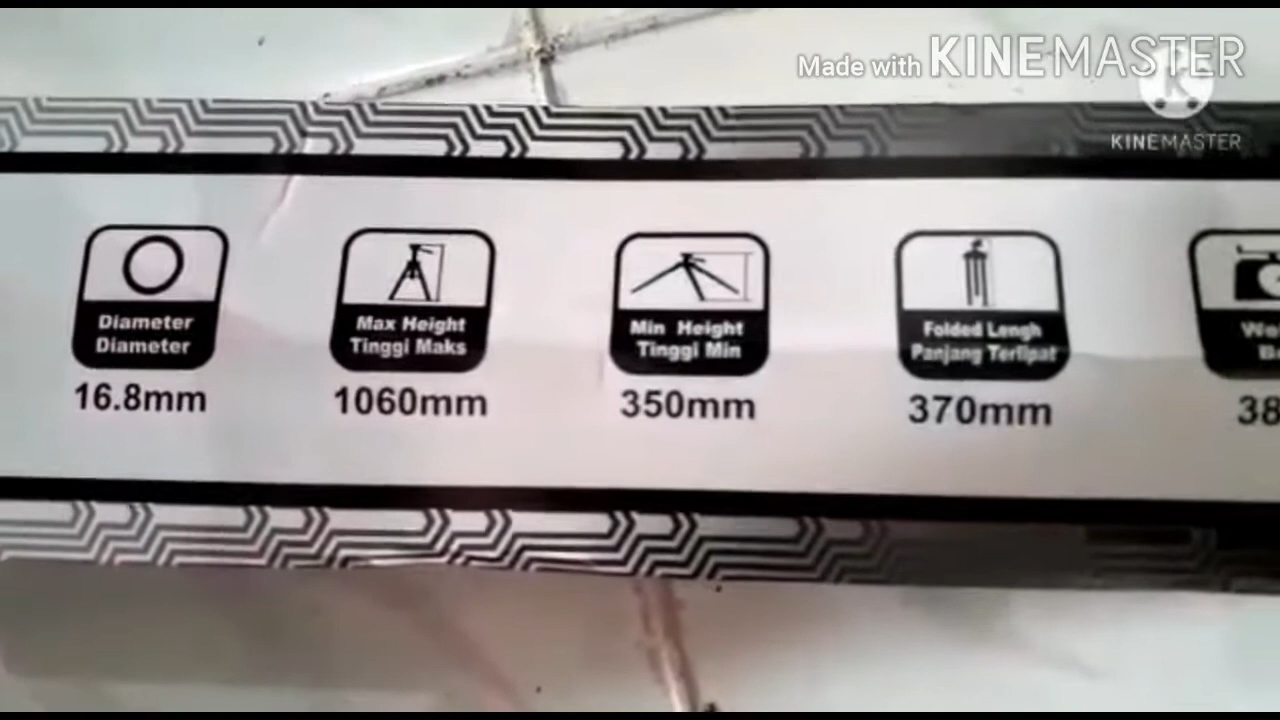 Made with KINEMASTER
K
KINEMASTER
Diameter
Diameter
16.8mm
Max Height
Tinggi Maks
1060mm
Min Height
Tinggi Min
350mm
Folded Lengh
Panjang Terlipat
370mm
38